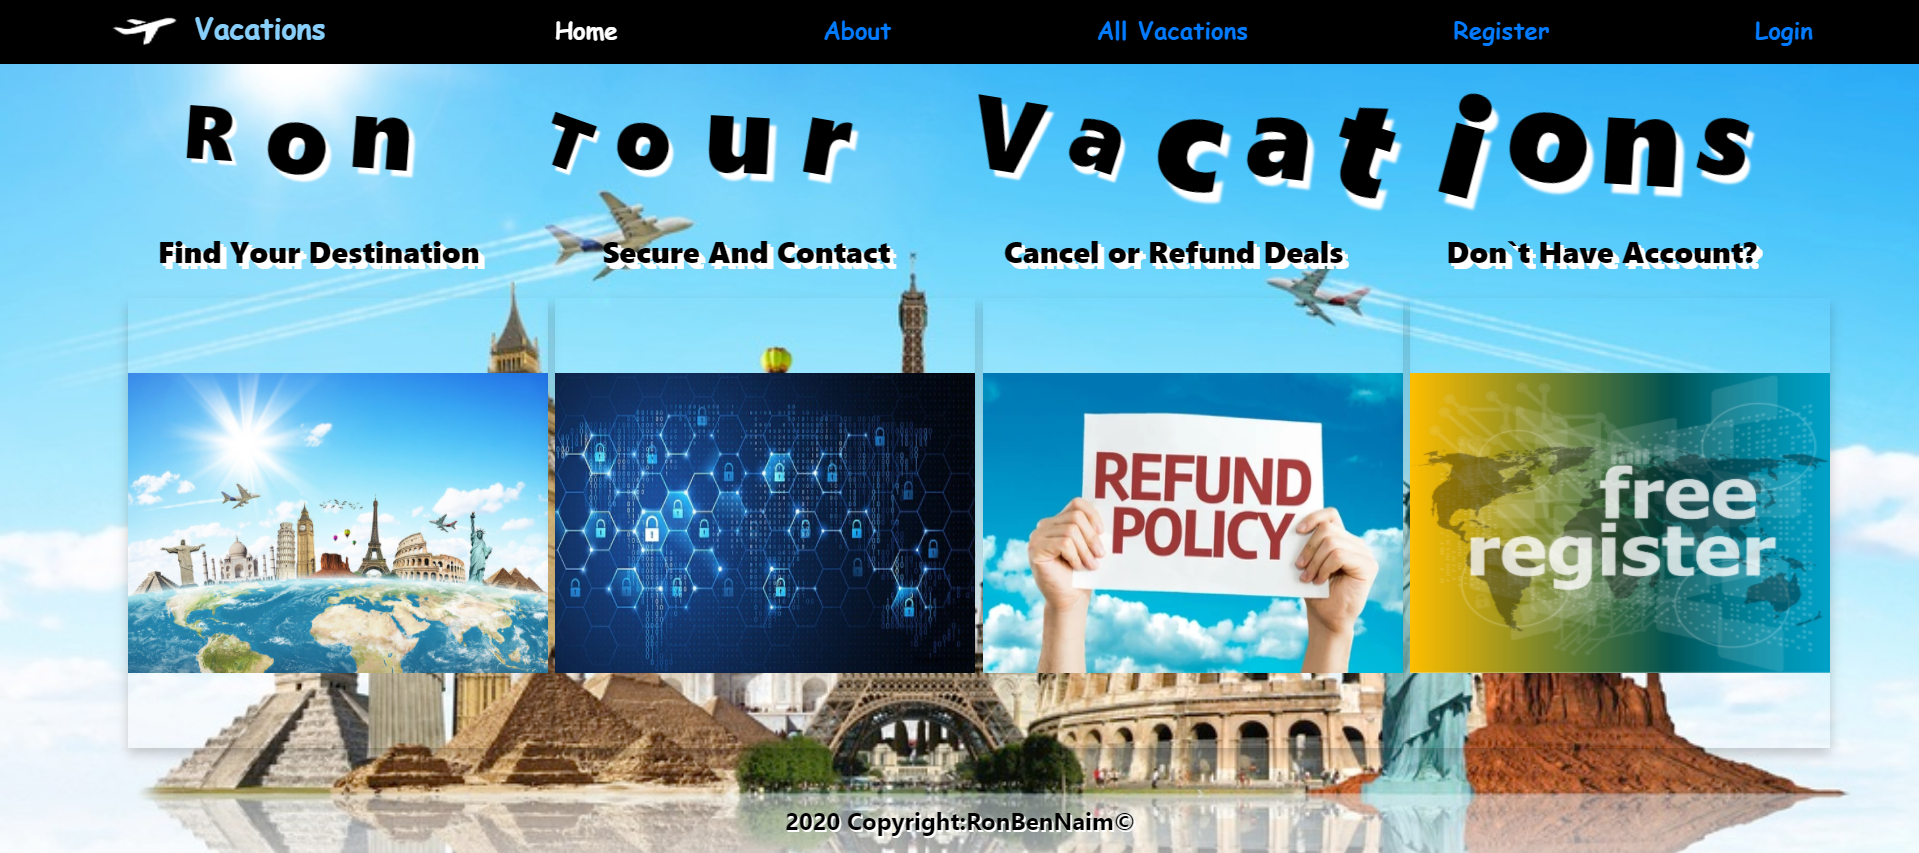 Vacations Home About All Vacations Register Login
Ron Tour Vacations
Find Your Destination
Secure And Contact
Cancel or Refund Deals
Don`t Have Account?
REFUND
POLICY
free
register
2020 Copyright:RonBenNaim©